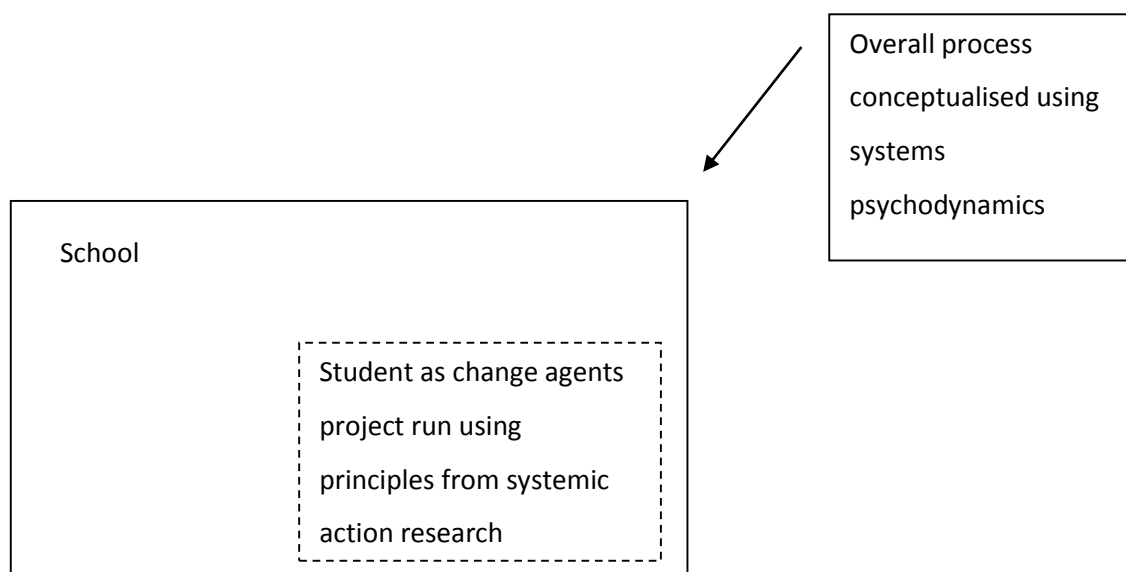 Overall process
conceptualised using
systems
psychodynamics
School
Student as change agents
project run using
principles from systemic
action research